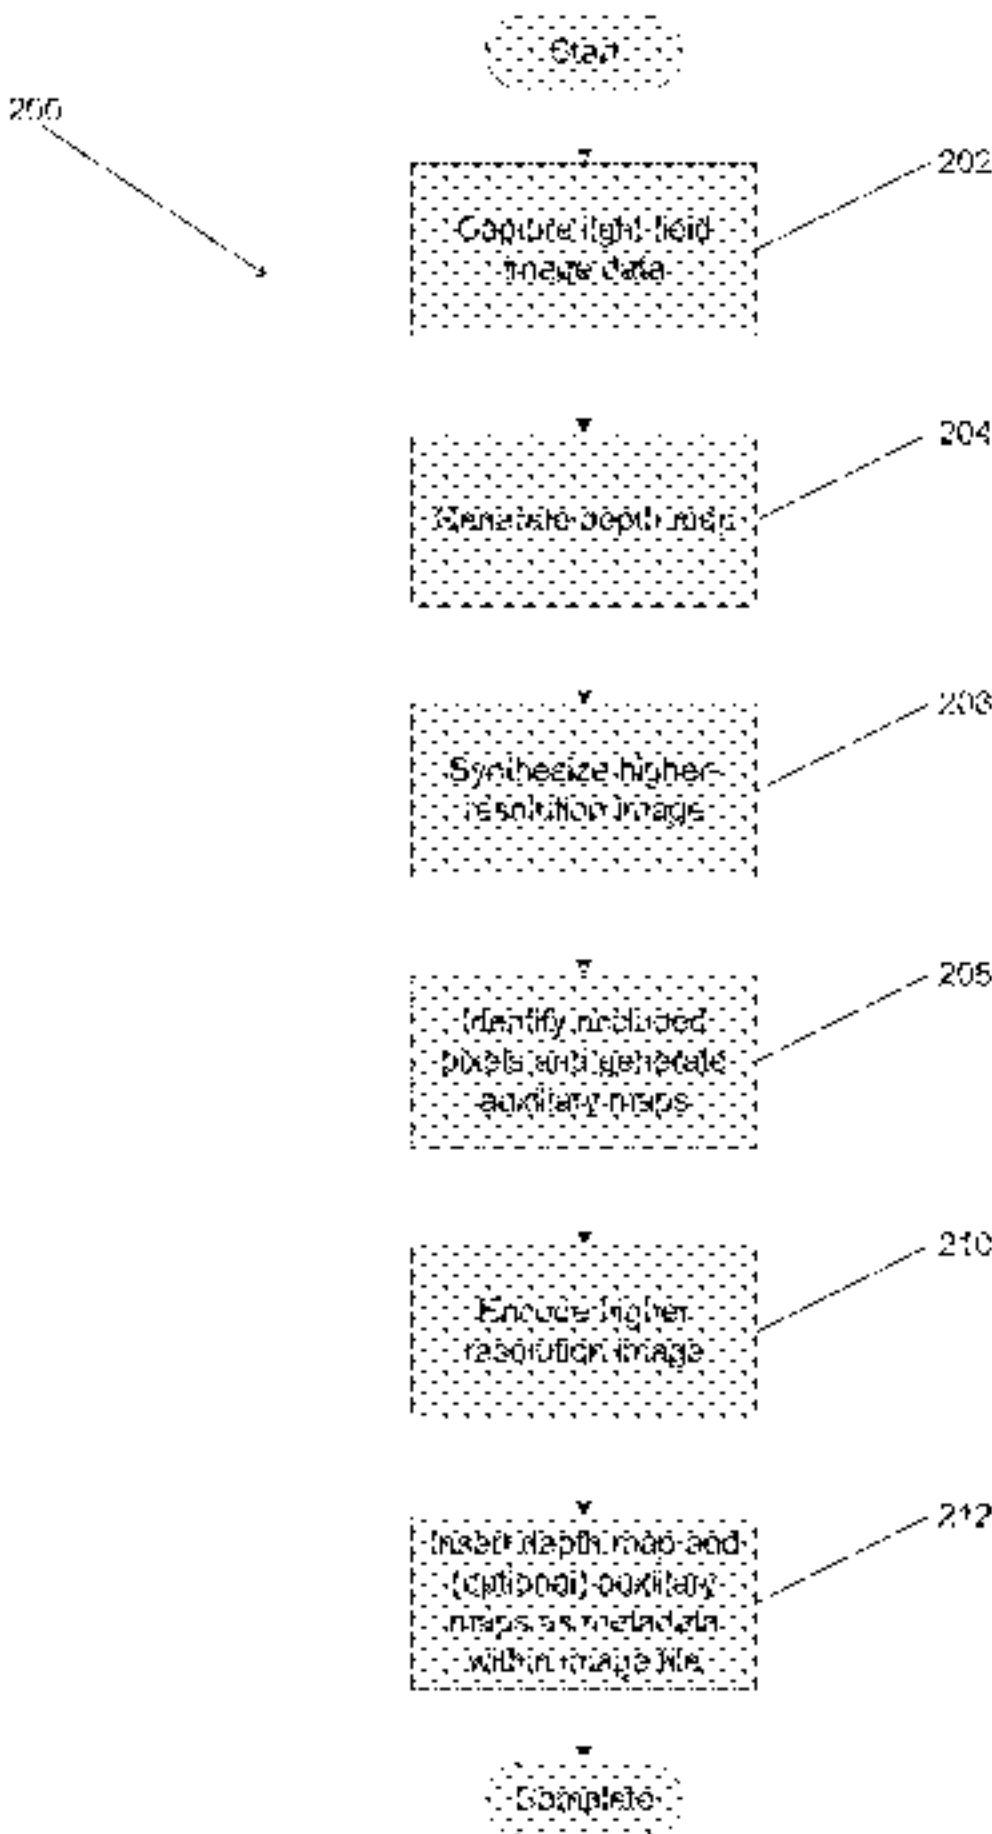 Start
200
202
Capture light field
image data
204
Generate depth map
Synthesize higher
resolution image
Identify occluded
pixels and generate
auxiliary maps
210
Encode higher
resolution image
212
Insert depth map and
(optional) auxiliary
maps as metadata
within image file
Complete